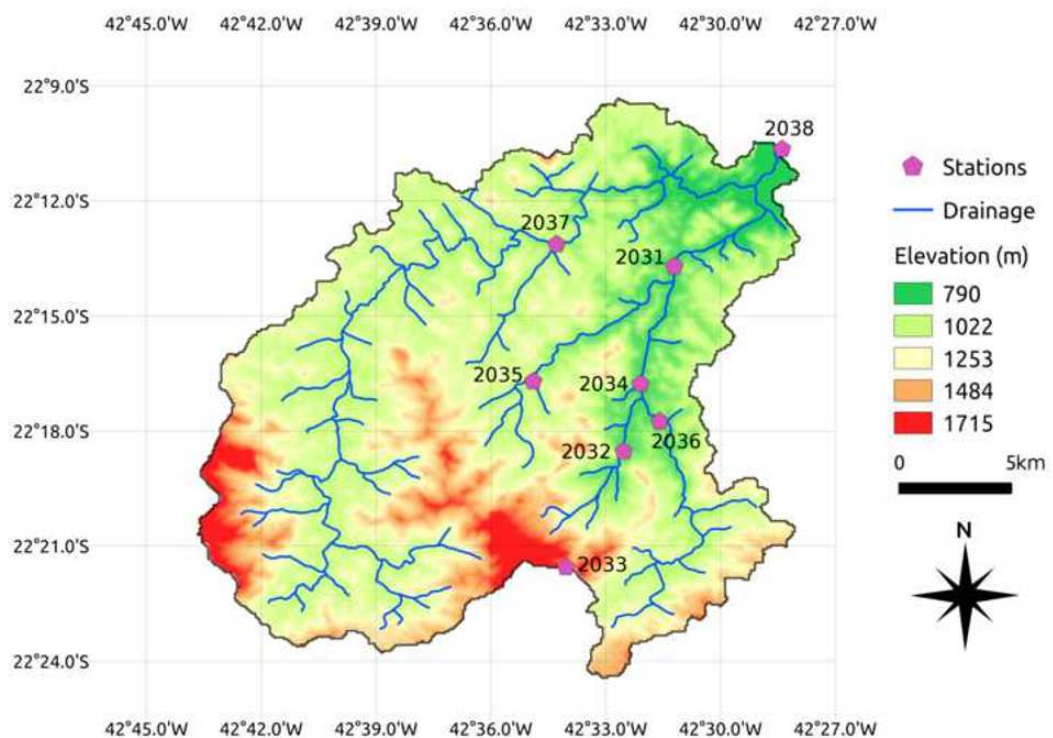 42°45.0'W 42°42.0'W 42°39.0'W 42°36.0'W 42°33.0'W 42°30.0'W 42°27.0'W
22°9.0'S
22°12.0'S
22°15.0'S
22°18.0'S
22°21.0'S
22°24.0'S
2038
2037
2031
2035
2034
2036
2032
2033
Stations
Drainage
Elevation (m)
790
1022
1253
1484
1715
0 5km
N
42°45.0'W 42°42.0'W 42°39.0'W 42°36.0'W 42°33.0'W 42°30.0'W 42°27.0'W